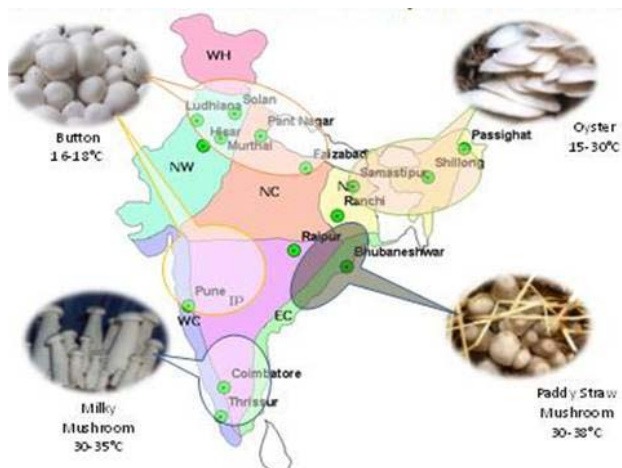 WH
Solan
Ludhiana
Pant Nagar
Hisar
Murthal
Faizabad
NW
NC
Button
16-18°C
Passighat
Oyster
15-30°C
Shillong
Samastipur
Ranchi
Raipur
Bhubaneshwar
Pune
IP
WC
EC
Coimbatore
Thrissur
Milky
Mushroom
30-35°C
Paddy Straw
Mushroom
30-38°C